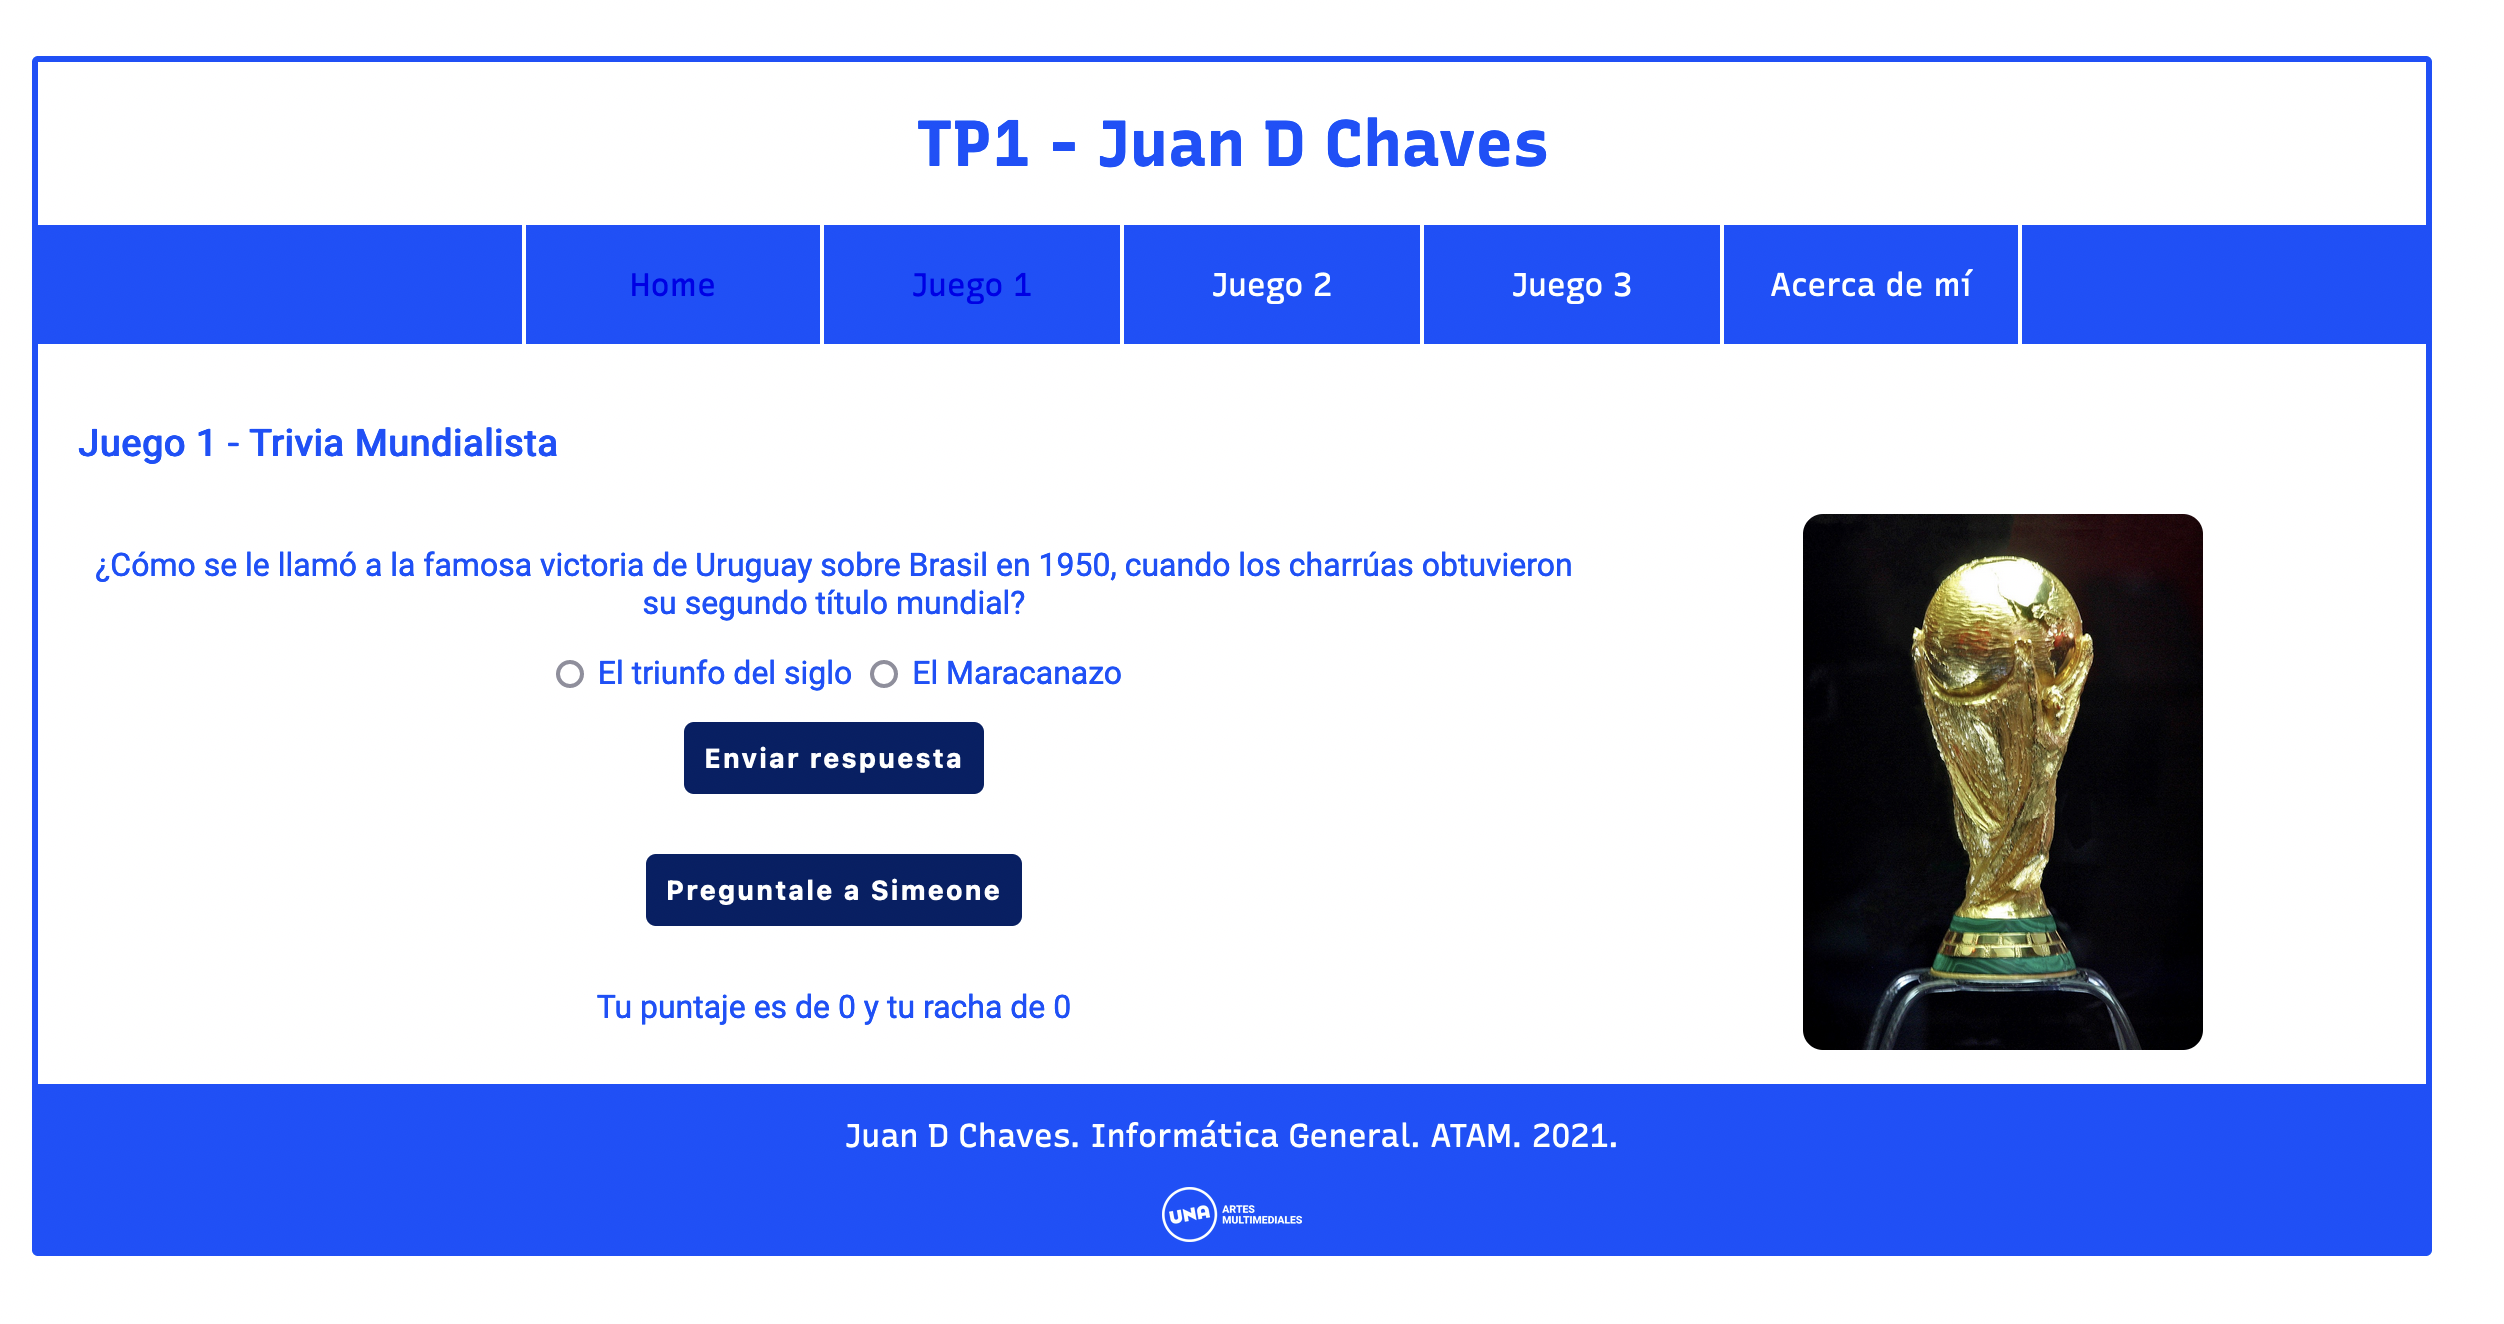 TP1 - Juan D Chaves
Home
Juego 1
Juego 2
Juego 3
Acerca de mí
Juego 1 - Trivia Mundialista
¿Cómo se le llamó a la famosa victoria de Uruguay sobre Brasil en 1950, cuando los charrúas obtuvieron
su segundo título mundial?
El triunfo del siglo
El Maracanazo
Enviar respuesta
Preguntale a Simeone
Tu puntaje es de 0 y tu racha de 0
Juan D Chaves. Informática General. ATAM. 2021.
UNA
ARTES
MULTIMEDIALES